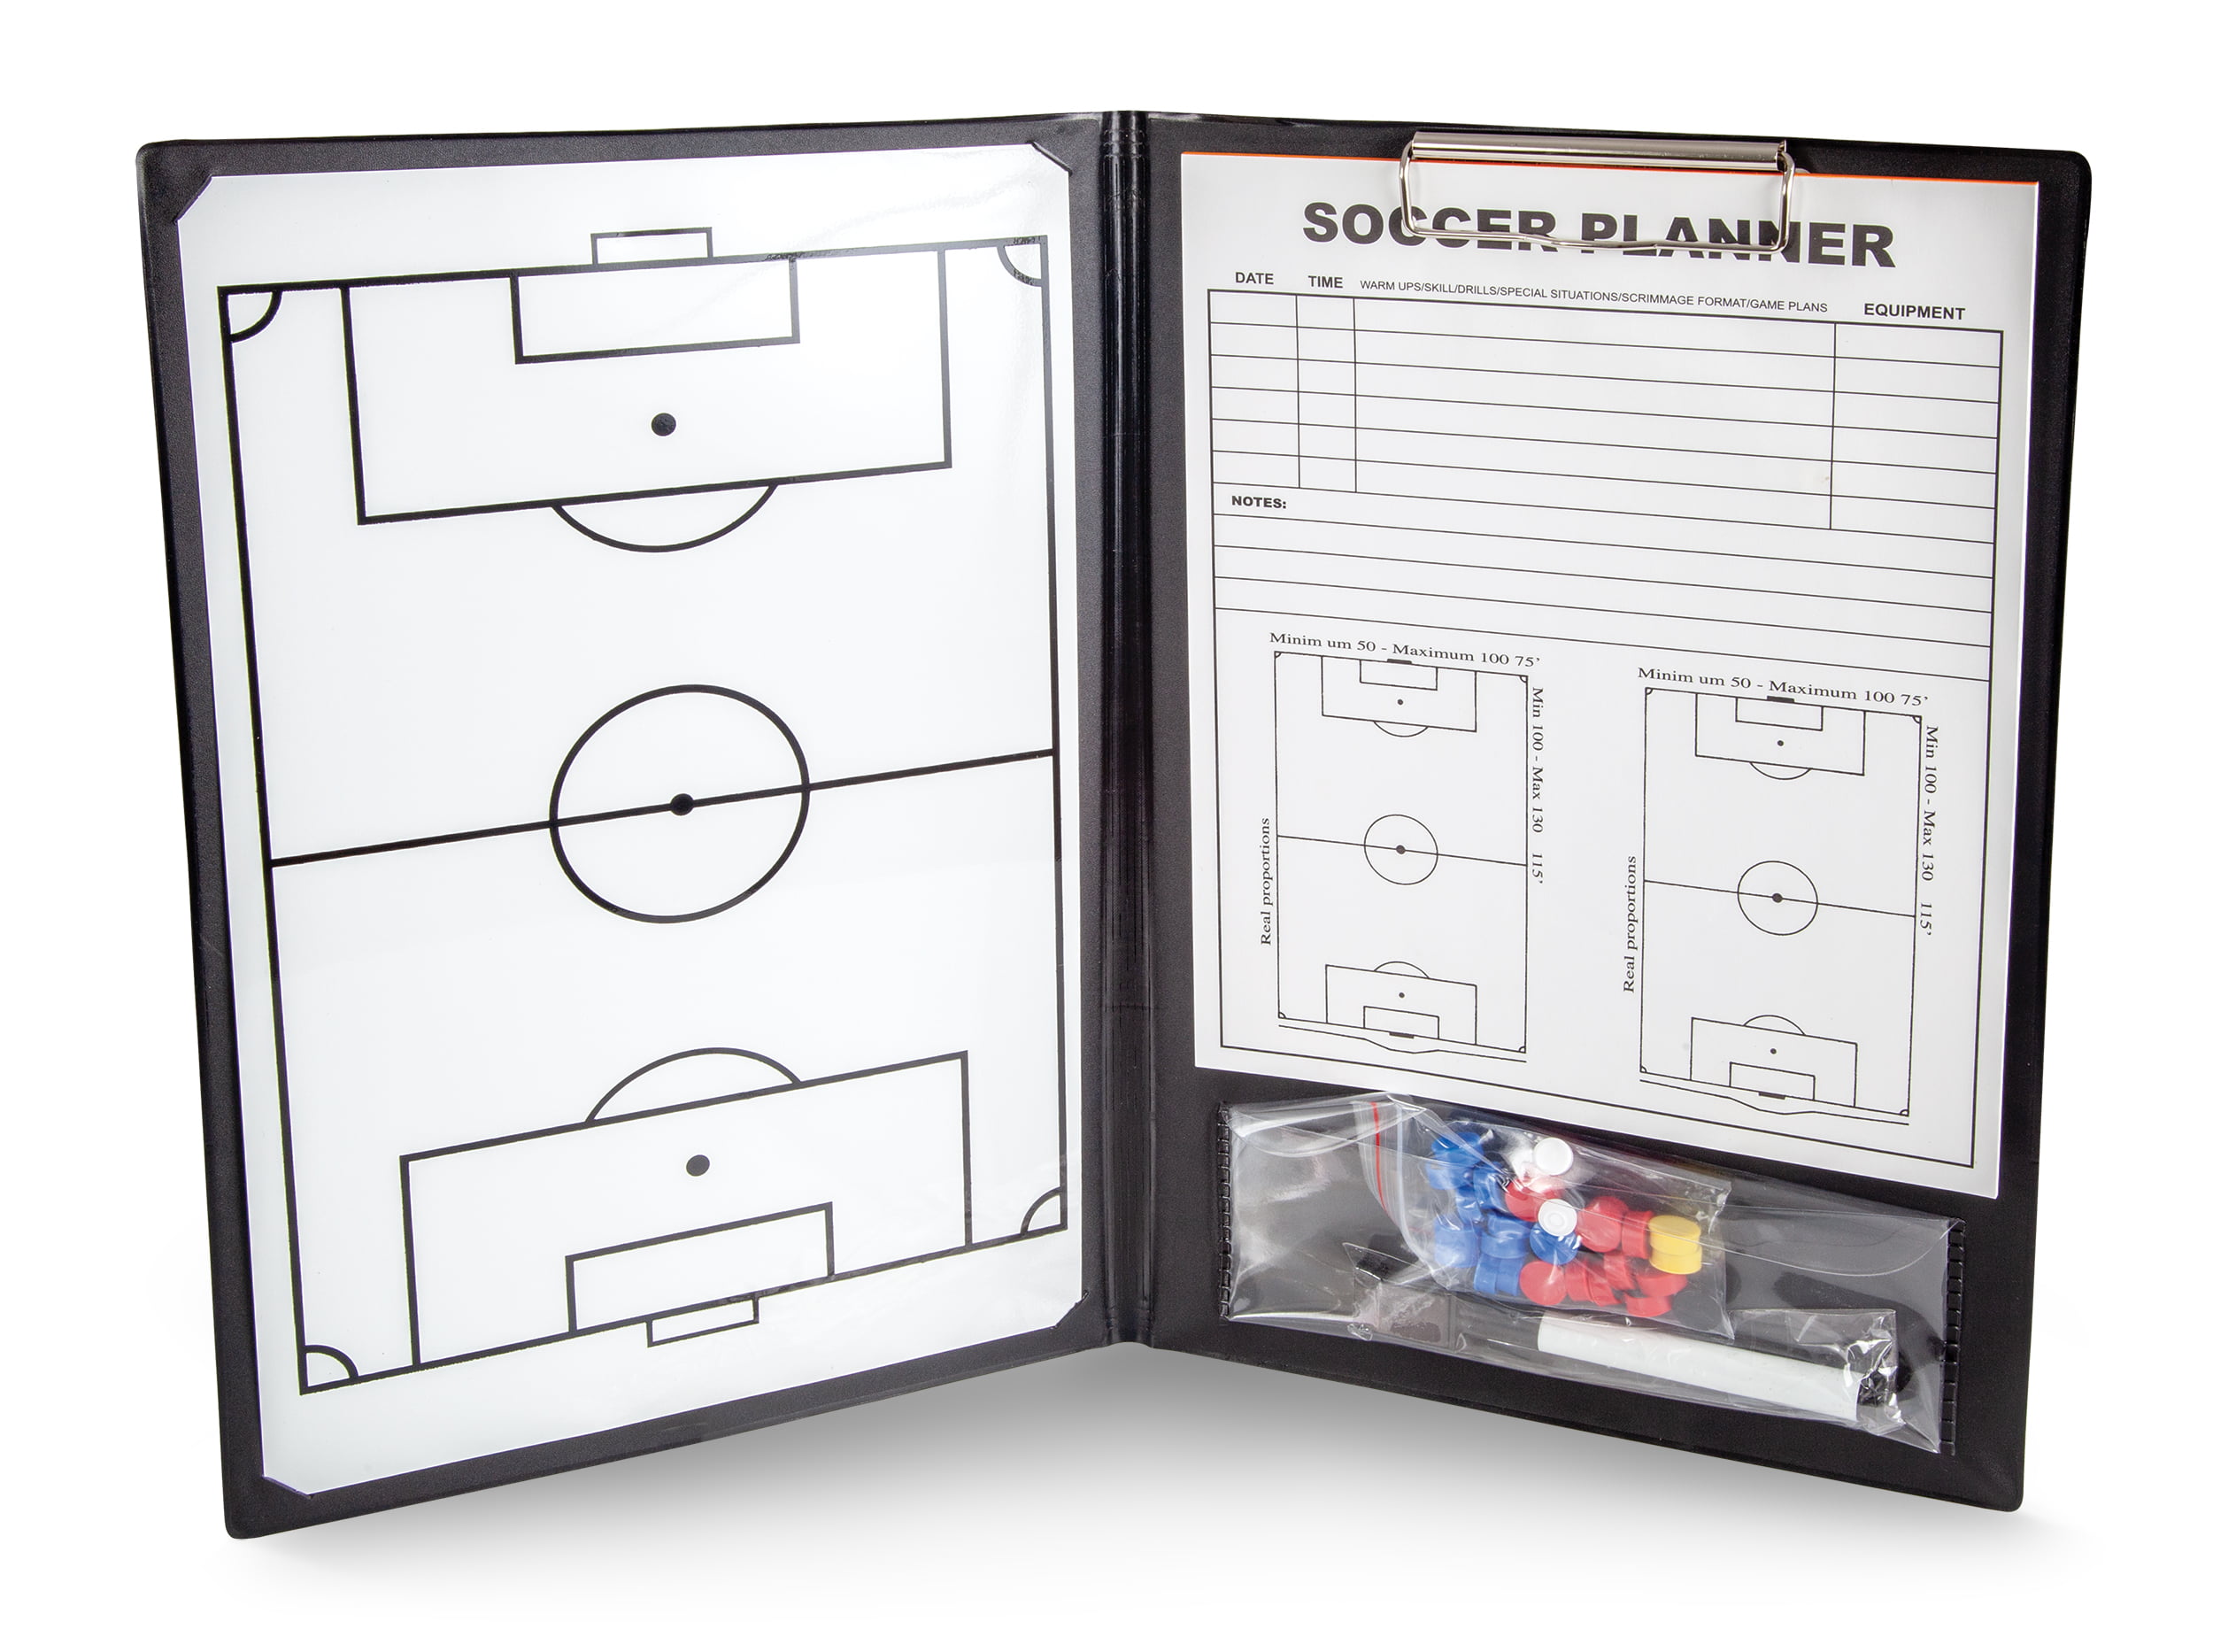 SOCCER PLANNER
DATE TIME WARM UPS/SKILL/DRILLS/SPECIAL SITUATIONS/SCRIMMAGE FORMAT/GAME PLANS EQUIPMENT
NOTES:
Minim um 50 - Maximum 100 75'
Min 100 - Max 130 115'
Real proportions
Minim um 50 - Maximum 100 75'
Min 100 - Max 130 115'
Real proportions